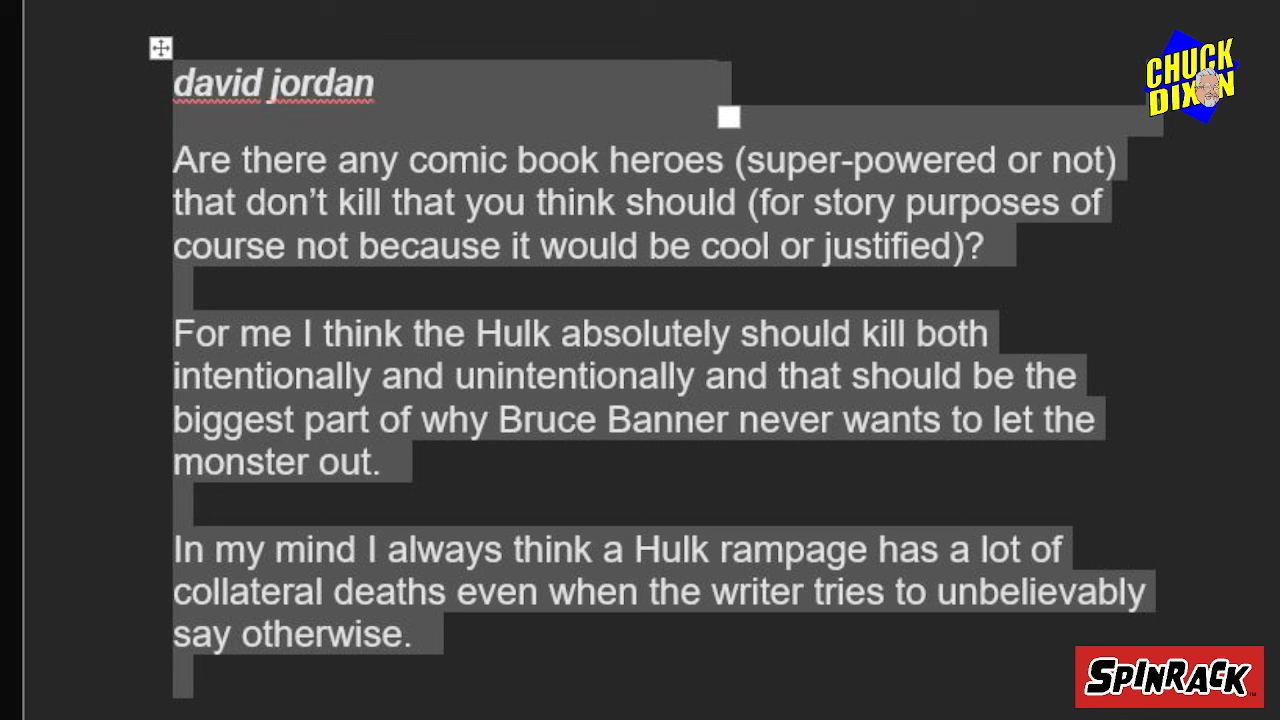 david jordan
CHUCK
DIXON
Are there any comic book heroes (super-powered or not)
that don’t kill that you think should (for story purposes of
course not because it would be cool or justified)?
For me I think the Hulk absolutely should kill both
intentionally and unintentionally and that should be the
biggest part of why Bruce Banner never wants to let the
monster out.
In my mind I always think a Hulk rampage has a lot of
collateral deaths even when the writer tries to unbelievably
say otherwise.
SPINRACK